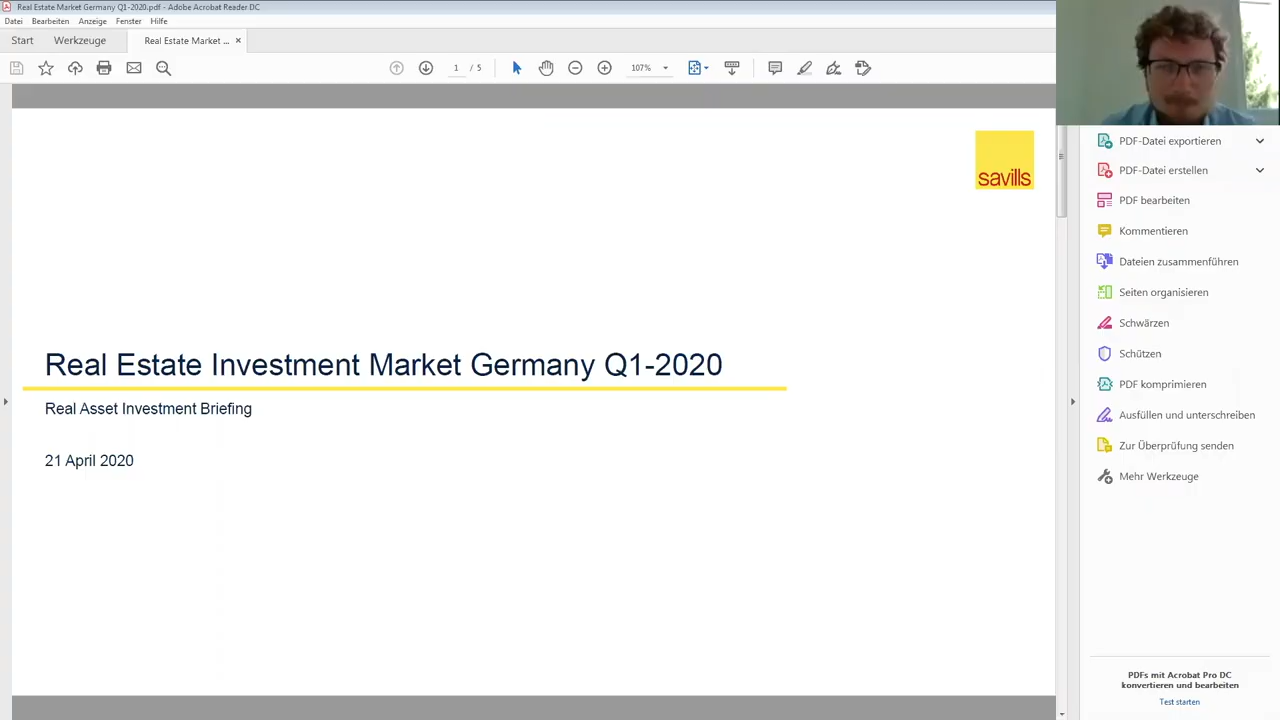 Real Estate Market Germany Q1-2020.pdf - Adobe Acrobat Reader DC
Datei Bearbeiten Anzeige Fenster Hilfe
Start Werkzeuge Real Estate Market ... ×
1 / 5 107%
savills
Real Estate Investment Market Germany Q1-2020
Real Asset Investment Briefing
21 April 2020
PDF-Datei exportieren
PDF-Datei erstellen
PDF bearbeiten
Kommentieren
Dateien zusammenführen
Seiten organisieren
Schwärzen
Schützen
PDF komprimieren
Ausfüllen und unterschreiben
Zur Überprüfung senden
Mehr Werkzeuge
PDFs mit Acrobat Pro DC
konvertieren und bearbeiten
Test starten